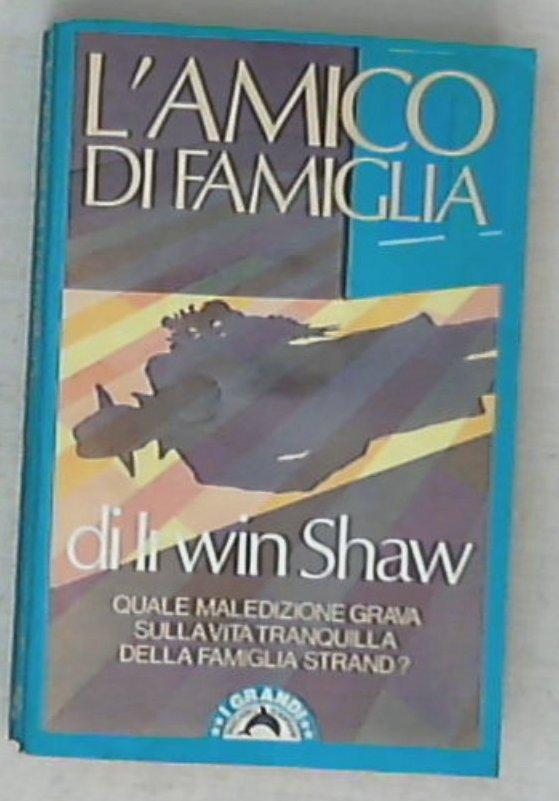 L'AMICO
DI FAMIGLIA
di Irwin Shaw
QUALE MALEDIZIONE GRAVA
SULLA VITA TRANQUILLA
DELLA FAMIGLIA STRAND?
I GRANDI